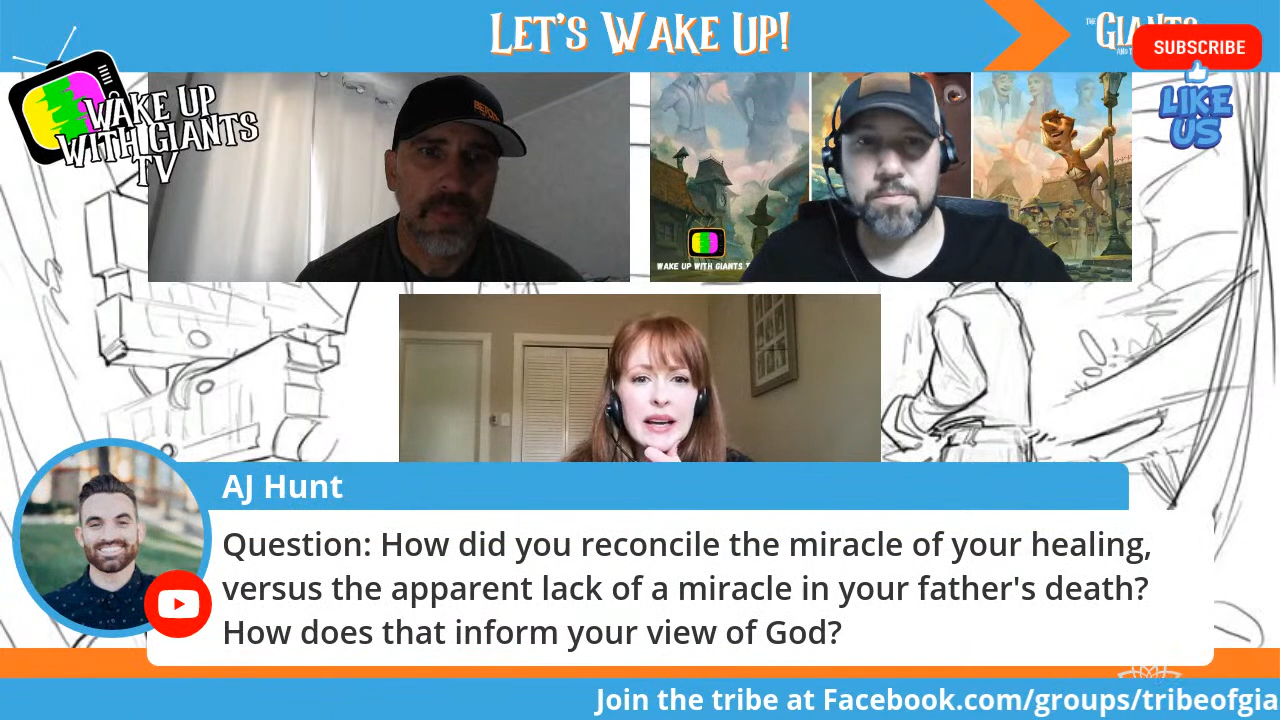 LET'S WAKE UP!
THE GIANTS
SUBSCRIBE
LIKE
US
WAKE UP
WITH GIANTS
TV
WAKE UP WITH GIANTS T
AJ Hunt
Question: How did you reconcile the miracle of your healing,
versus the apparent lack of a miracle in your father's death?
How does that inform your view of God?
Join the tribe at Facebook.com/groups/tribeofgia